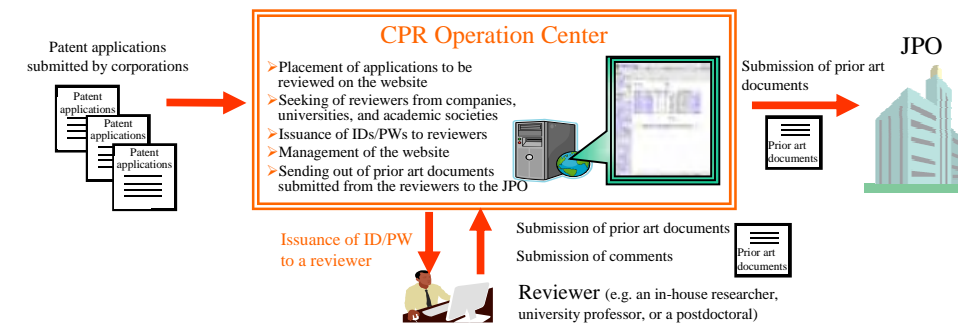 Patent applications
submitted by corporations
Patent
applications
Patent
applications
Patent
applications
CPR Operation Center
➢Placement of applications to be
reviewed on the website
➢Seeking of reviewers from companies,
universities, and academic societies
➢Issuance of IDs/PWs to reviewers
➢Management of the website
➢Sending out of prior art documents
submitted from the reviewers to the JPO
JPO
Submission of prior art
documents
Prior art
documents
Issuance of ID/PW
to a reviewer
Submission of prior art documents
Submission of comments
Prior art
documents
Reviewer (e.g. an in-house researcher,
university professor, or a postdoctoral)